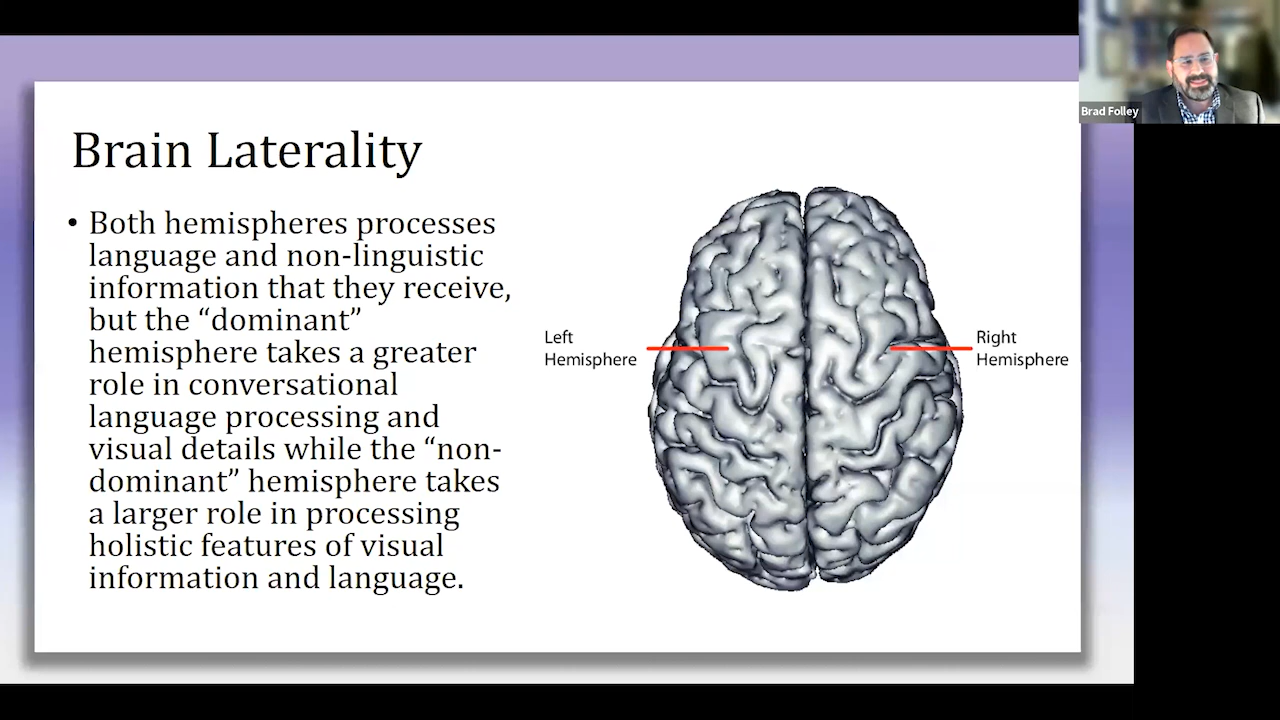 Brad Folley
Brain Laterality
• Both hemispheres processes
language and non-linguistic
information that they receive,
but the “dominant”
hemisphere takes a greater
role in conversational
language processing and
visual details while the “non-
dominant” hemisphere takes
a larger role in processing
holistic features of visual
information and language.
Left
Hemisphere
Right
Hemisphere